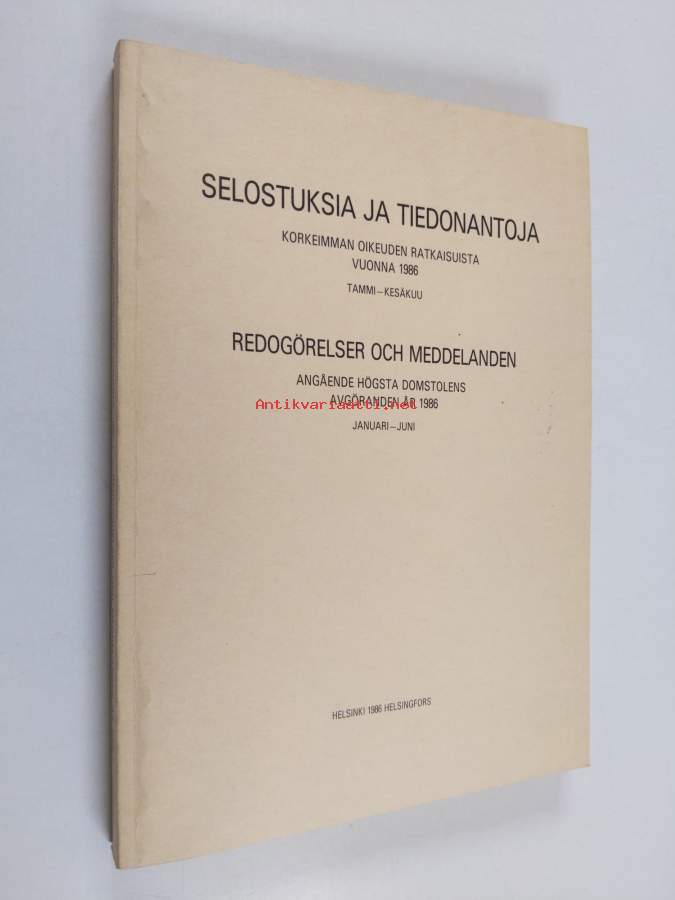 SELOSTUKSIA JA TIEDONANTOJA
KORKEIMMAN OIKEUDEN RATKAISUISTA
VUONNA 1986
TAMMI–KESÄKUU
REDOGÖRELSER OCH MEDDELANDEN
ANGÅENDE HÖGSTA DOMSTOLENS
AVGÖRANDEN ÅR 1986
Antikvariaatti.net
JANUARI–JUNI
HELSINKI 1986 HELSINGFORS